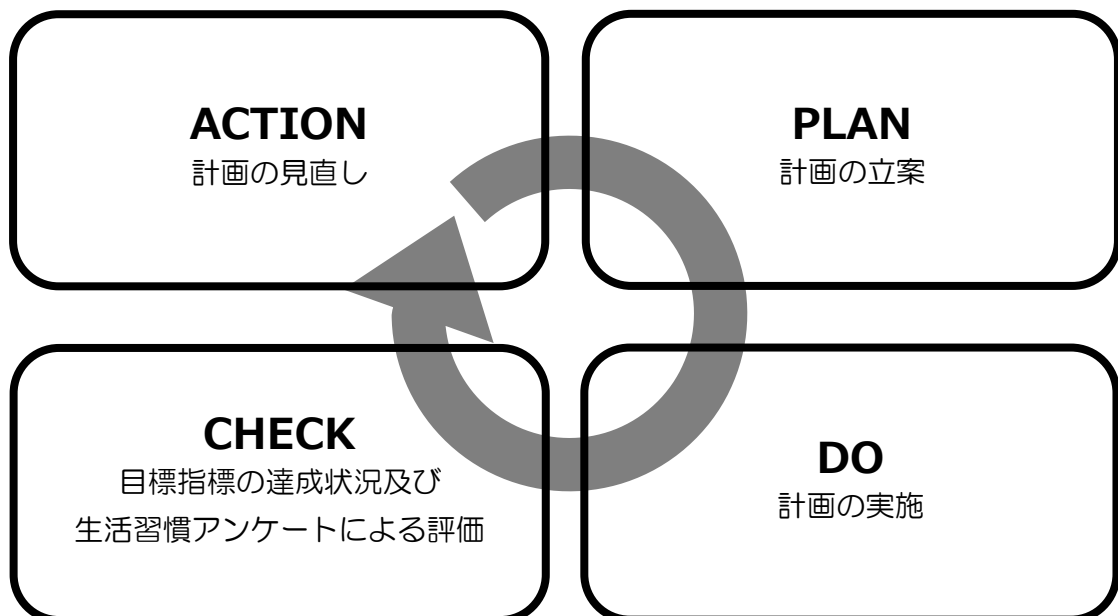 ACTION
計画の見直し
PLAN
計画の立案
CHECK
目標指標の達成状況及び
生活習慣アンケートによる評価
DO
計画の実施